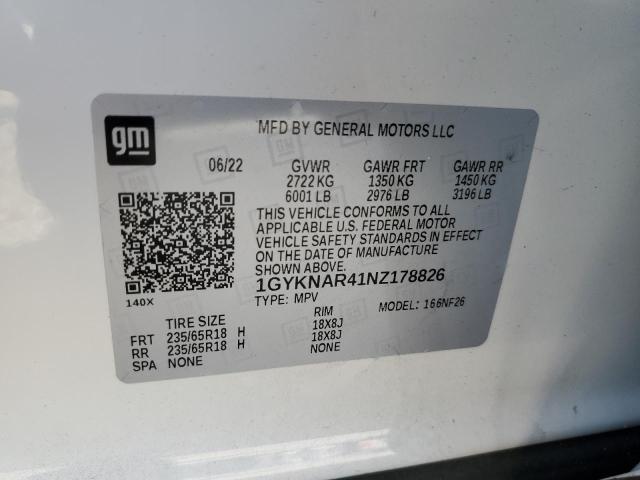 gm
MFD BY GENERAL MOTORS LLC
06/22 GVWR GAWR FRT GAWR RR
2722 KG 1350 KG 1450 KG
6001 LB 2976 LB 3196 LB
THIS VEHICLE CONFORMS TO ALL
APPLICABLE U.S. FEDERAL MOTOR
VEHICLE SAFETY STANDARDS IN EFFECT
ON THE DATE OF MANUFACTURE
SHOWN ABOVE.
1GYKNAR41NZ178826
140X TYPE: MPV MODEL: 166NF26
TIRE SIZE RIM
FRT 235/65R18 H 18X8J
RR 235/65R18 H 18X8J
SPA NONE NONE